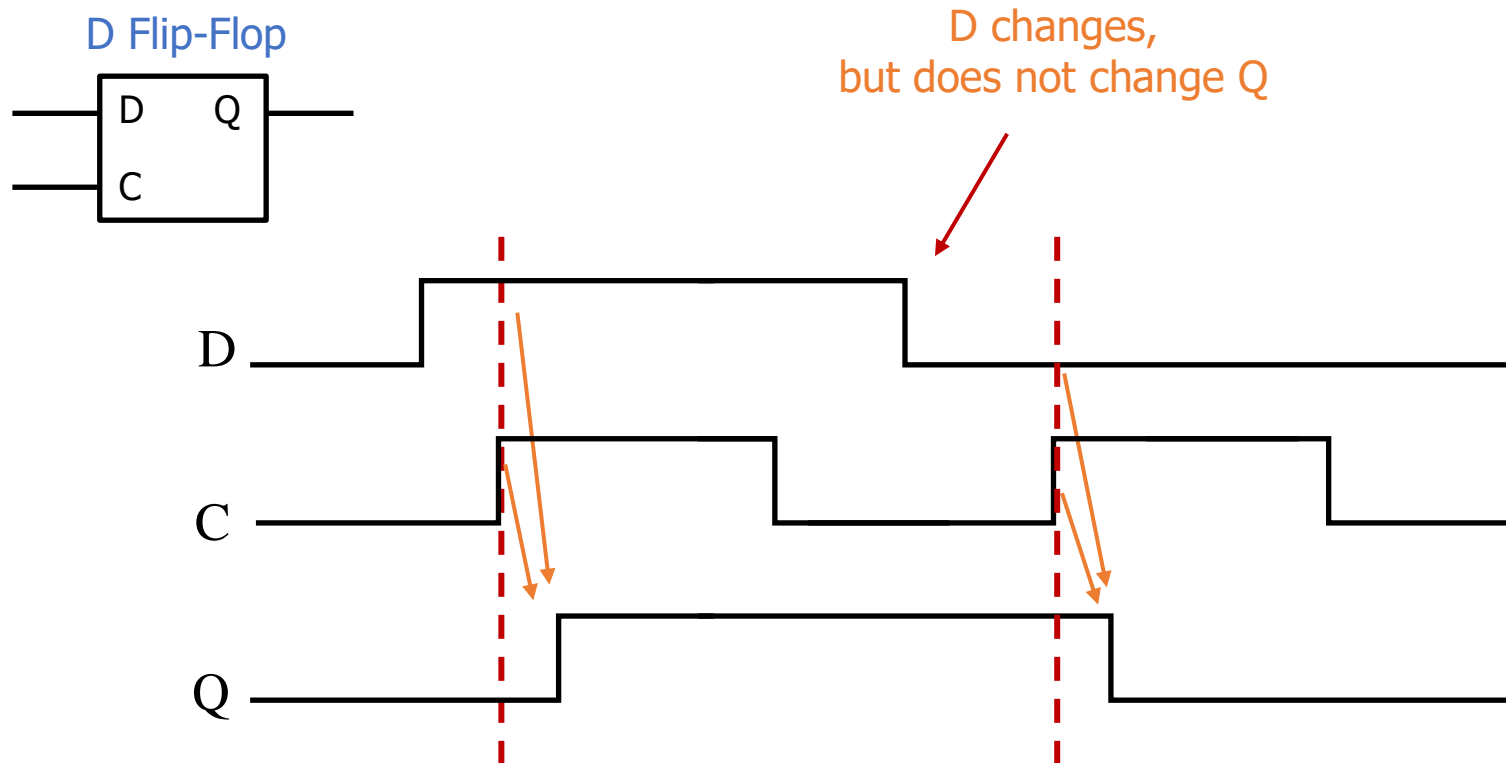 D Flip-Flop
D Q
C
D changes,
but does not change Q
D
C
Q